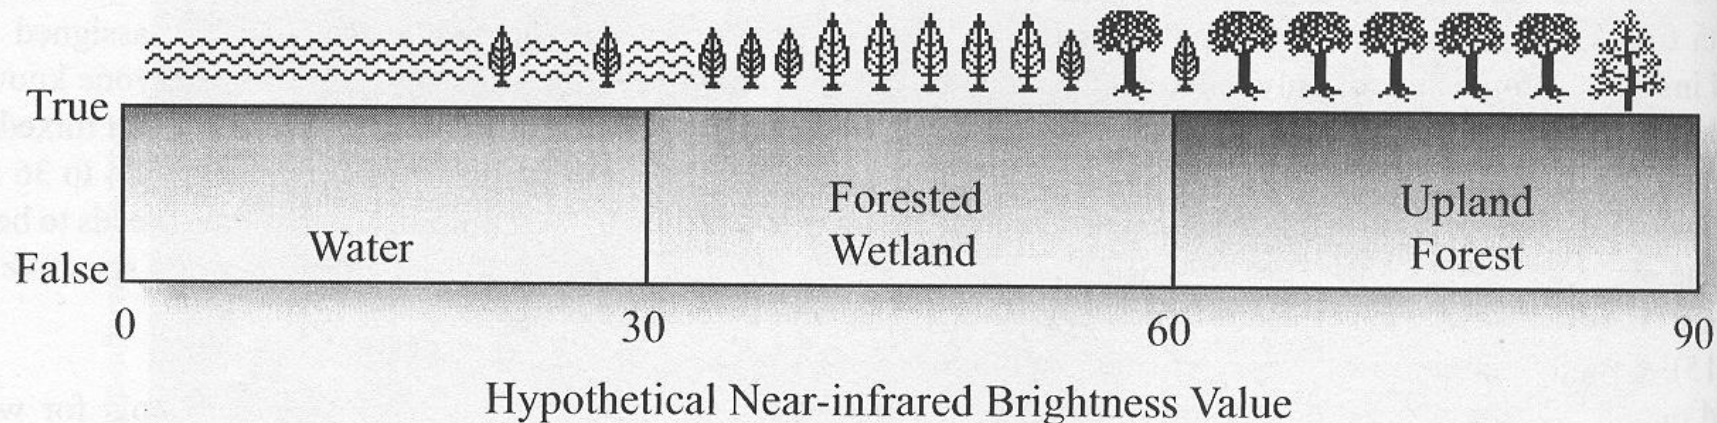 True
False
Water
Forested
Wetland
Upland
Forest
0 30 60 90
Hypothetical Near-infrared Brightness Value